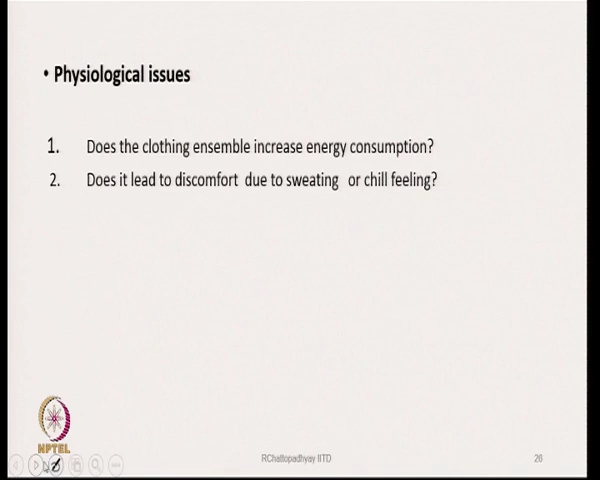 • Physiological issues
1. Does the clothing ensemble increase energy consumption?
2. Does it lead to discomfort due to sweating or chill feeling?
NPTEL
RChattopadhyay IITD
26